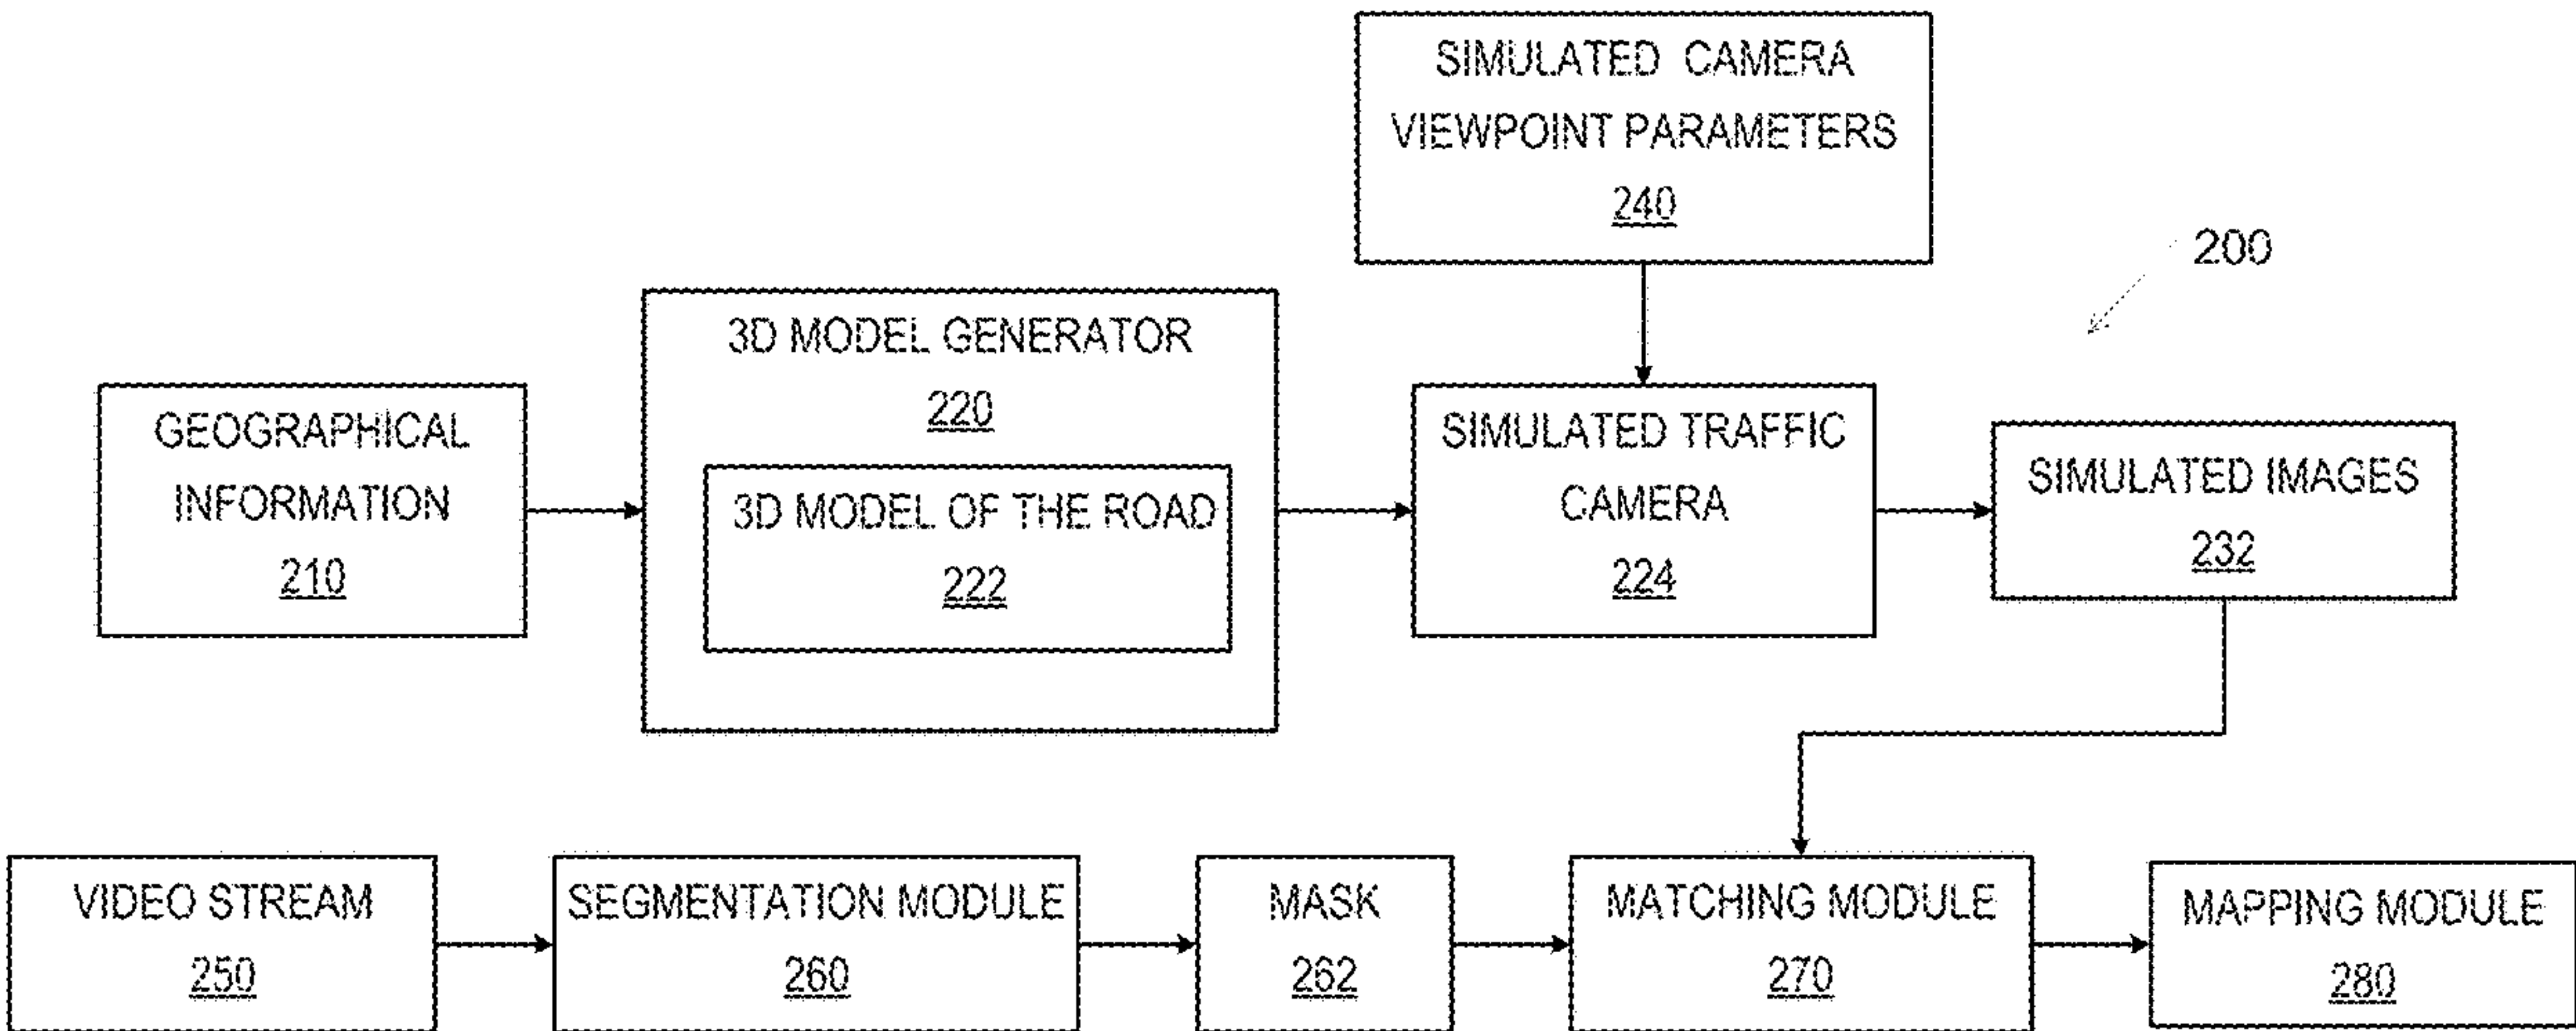 SIMULATED CAMERA
VIEWPOINT PARAMETERS
240
200
3D MODEL GENERATOR
220
GEOGRAPHICAL
INFORMATION
210
3D MODEL OF THE ROAD
222
SIMULATED TRAFFIC
CAMERA
224
SIMULATED IMAGES
232
VIDEO STREAM
250
SEGMENTATION MODULE
260
MASK
262
MATCHING MODULE
270
MAPPING MODULE
280